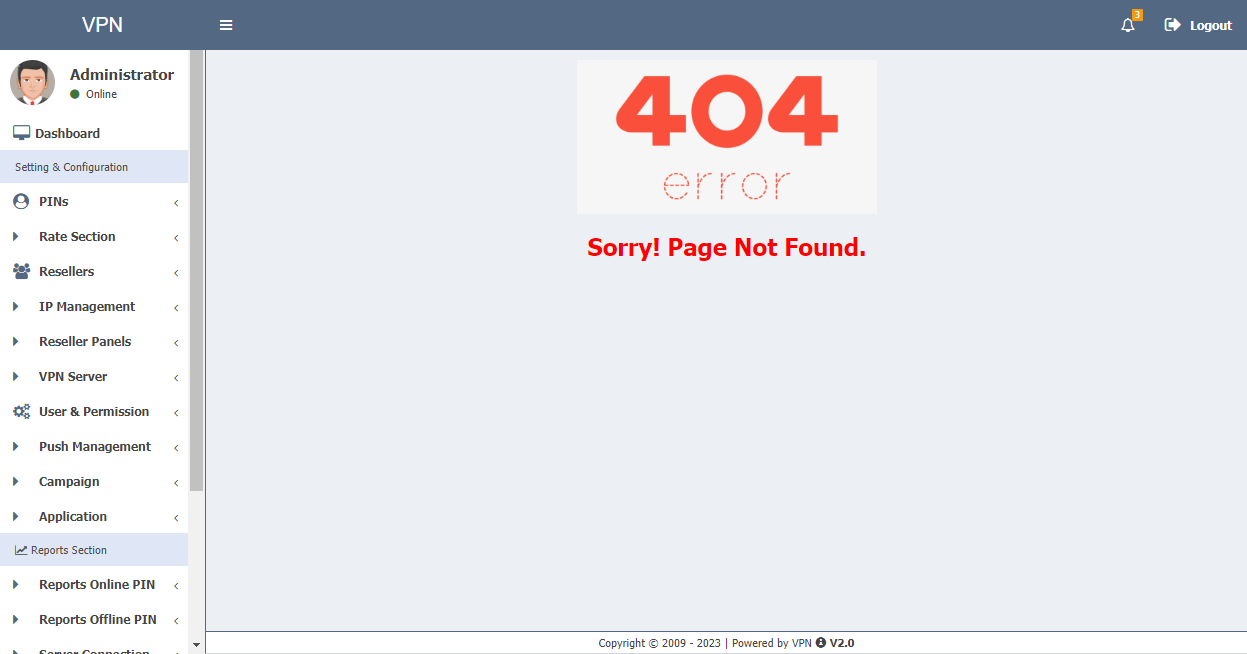 VPN
3
Logout
Administrator
Online
Dashboard
Setting & Configuration
PINs
Rate Section
Resellers
IP Management
Reseller Panels
VPN Server
User & Permission
Push Management
Campaign
Application
Reports Section
Reports Online PIN
Reports Offline PIN
Server Connection
404
error
Sorry! Page Not Found.
Copyright © 2009 - 2023 | Powered by VPN V2.0